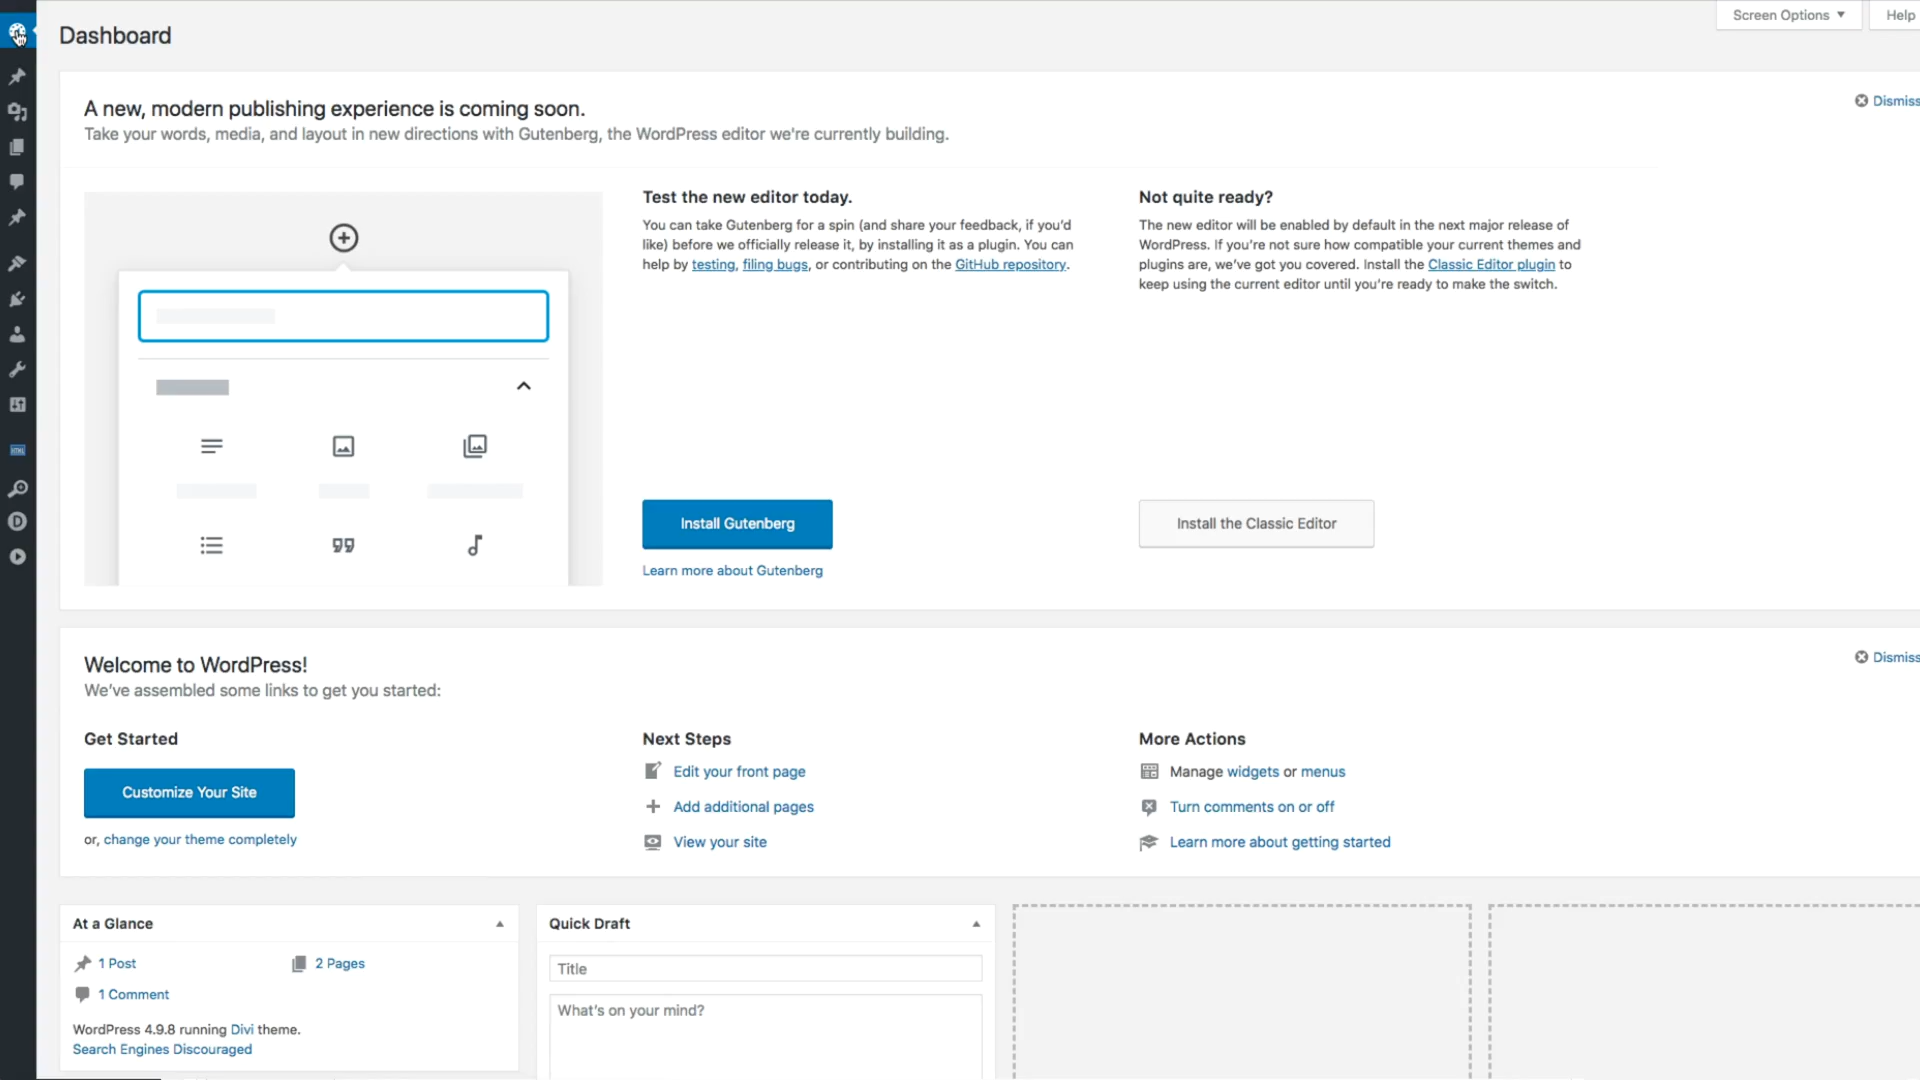 Screen Options ▼
Help
Dashboard
A new, modern publishing experience is coming soon.
Dismiss
Take your words, media, and layout in new directions with Gutenberg, the WordPress editor we're currently building.
Test the new editor today.
You can take Gutenberg for a spin (and share your feedback, if you'd
like) before we officially release it, by installing it as a plugin. You can
help by testing, filing bugs, or contributing on the GitHub repository.
Install Gutenberg
Learn more about Gutenberg
Not quite ready?
The new editor will be enabled by default in the next major release of
WordPress. If you're not sure how compatible your current themes and
plugins are, we've got you covered. Install the Classic Editor plugin to
keep using the current editor until you're ready to make the switch.
Install the Classic Editor
HTML
D
Welcome to WordPress!
Dismiss
We've assembled some links to get you started:
Get Started
Customize Your Site
or, change your theme completely
Next Steps
Edit your front page
Add additional pages
View your site
More Actions
Manage widgets or menus
Turn comments on or off
Learn more about getting started
At a Glance
1 Post
2 Pages
1 Comment
WordPress 4.9.8 running Divi theme.
Search Engines Discouraged
Quick Draft
Title
What's on your mind?